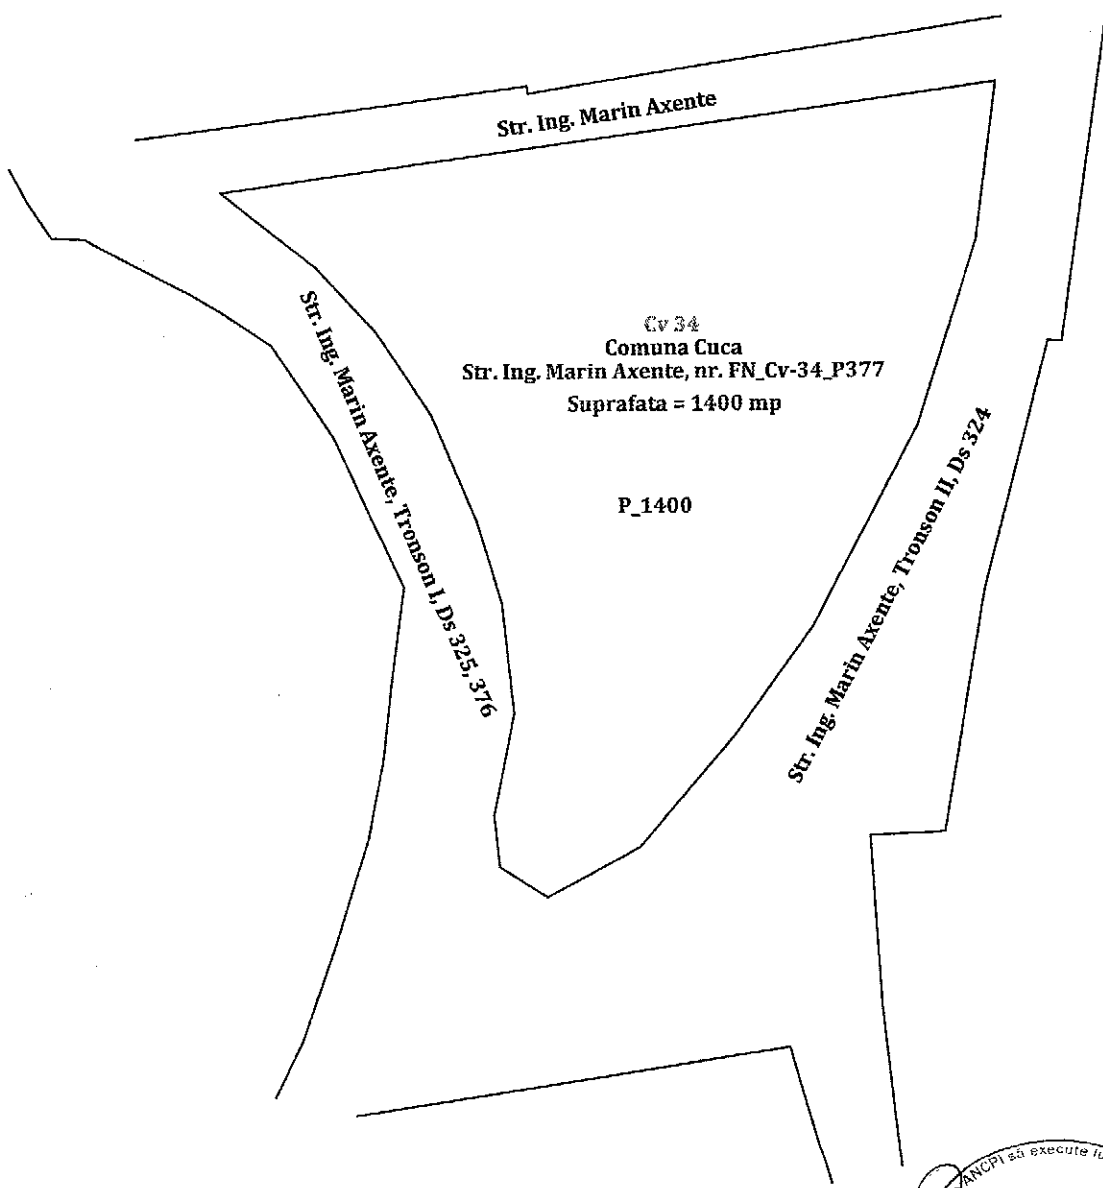 Str. Ing. Marin Axente
Cv 34
Comuna Cuca
Str. Ing. Marin Axente, nr. FN_Cv-34_P377
Suprafata = 1400 mp
P_1400
Str. Ing. Marin Axente, Tronson I, Ds 325, 376
Str. Ing. Marin Axente, Tronson II, Ds 324
ANCPI să execute